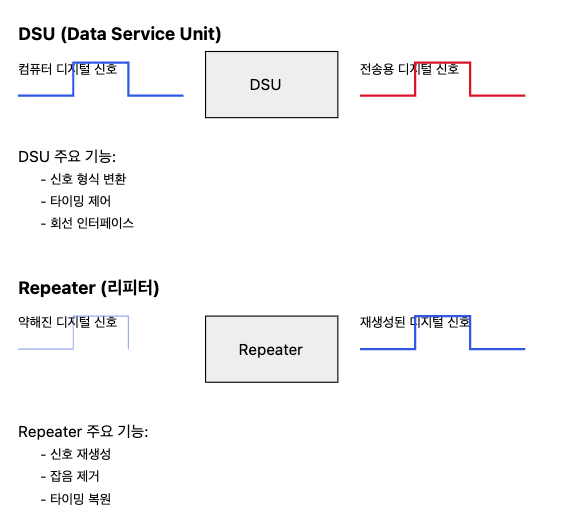 DSU (Data Service Unit)
컴퓨터 디지털 신호
DSU
전송용 디지털 신호
DSU 주요 기능:
- 신호 형식 변환
- 타이밍 제어
- 회선 인터페이스
Repeater (리피터)
약해진 디지털 신호
Repeater
재생성된 디지털 신호
Repeater 주요 기능:
- 신호 재생성
- 잡음 제거
- 타이밍 복원